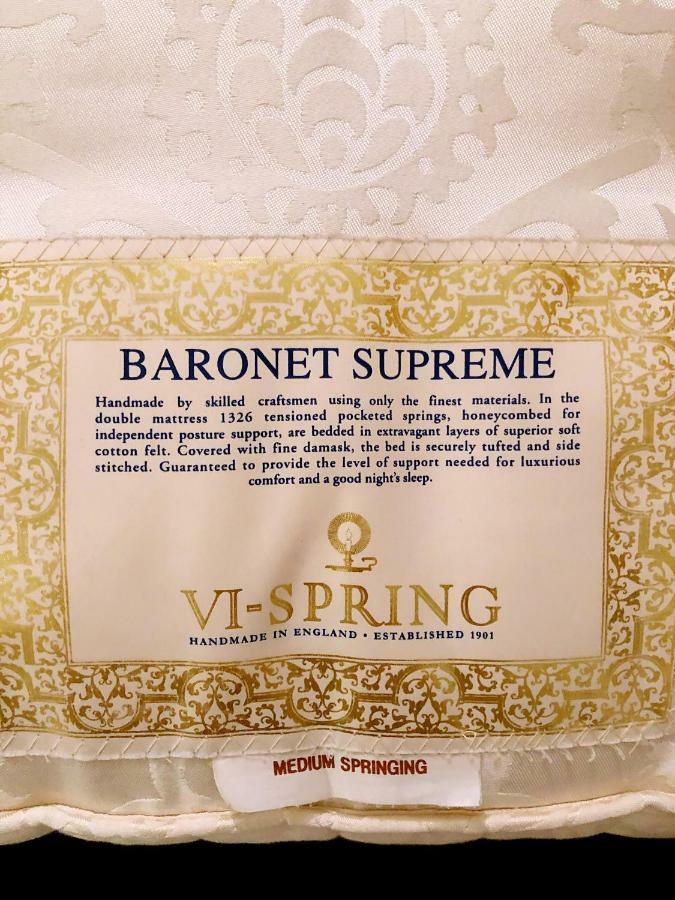 BARONET SUPREME
Handmade by skilled craftsmen using only the finest materials. In the
double mattress 1326 tensioned pocketed springs, honeycombed for
independent posture support, are bedded in extravagant layers of superior soft
cotton felt. Covered with fine damask, the bed is securely tufted and side
stitched. Guaranteed to provide the level of support needed for luxurious
comfort and a good night's sleep.
VI-SPRING
HANDMADE IN ENGLAND • ESTABLISHED 1901
MEDIUM SPRINGING